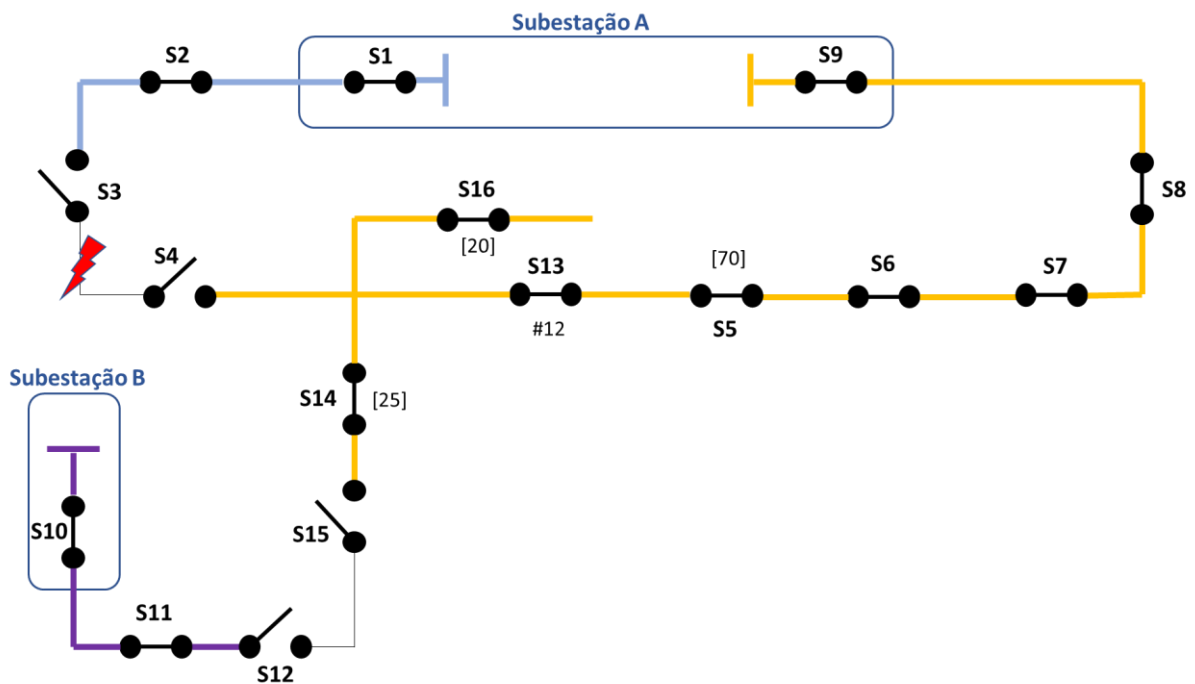 Subestação A
S2
S1
S9
S3
S16
S8
[20]
S4
S13
[70]
S6
S7
#12
S5
Subestação B
S14
[25]
S10
S15
S11
S12